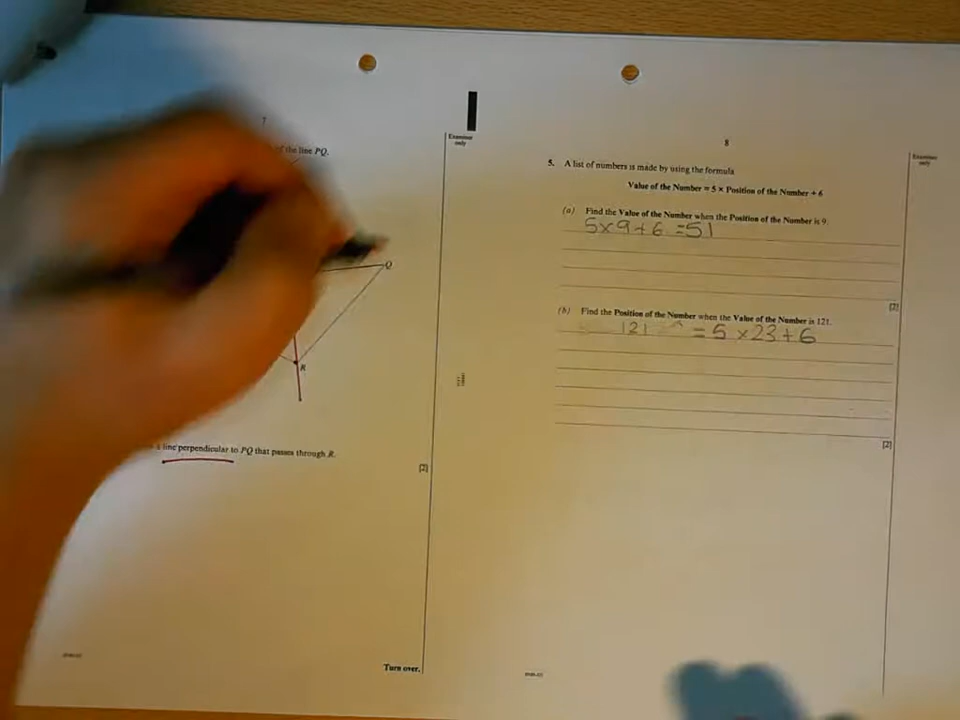 7
of the line PQ.
Examiner
only
Q
R
a line perpendicular to PQ that passes through R.
[2]
Turn over.
8
Examiner
only
5. A list of numbers is made by using the formula
Value of the Number = 5 × Position of the Number + 6
(a) Find the Value of the Number when the Position of the Number is 9.
5×9+6 =51
[2]
(b) Find the Position of the Number when the Value of the Number is 121.
121 = 5 ×23+6
[2]